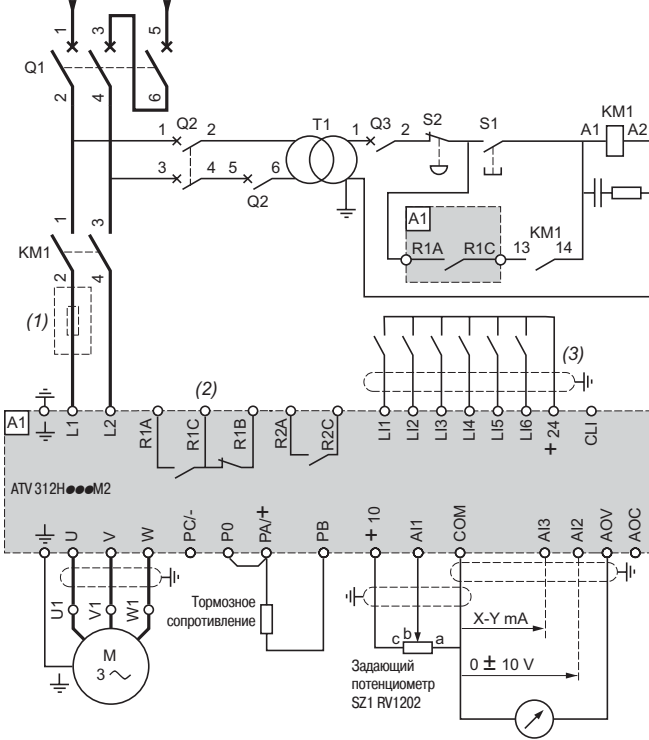 1 3 5
Q1
2 4 6
1 Q2 2 T1 1 Q3 2 S2 S1 KM1
A1 A2
3 4 5 6
Q2
A1
R1A R1C 13 KM1 14
1 3
KM1
2 4
(1)
(2)
(3)
A1
L1 L2 R1A R1C R1B R2A R2C LI1 LI2 LI3 LI4 LI5 LI6 + 24 CLI
ATV 312H●●●M2
U V W PC/- P0 PA/+ PB + 10 AI1 COM AI3 AI2 AOV AOC
U1 V1 W1
M
3 ~
Тормозное
сопротивление
c b a
X-Y mA
0 ± 10 V
Задающий
потенциометр
SZ1 RV1202